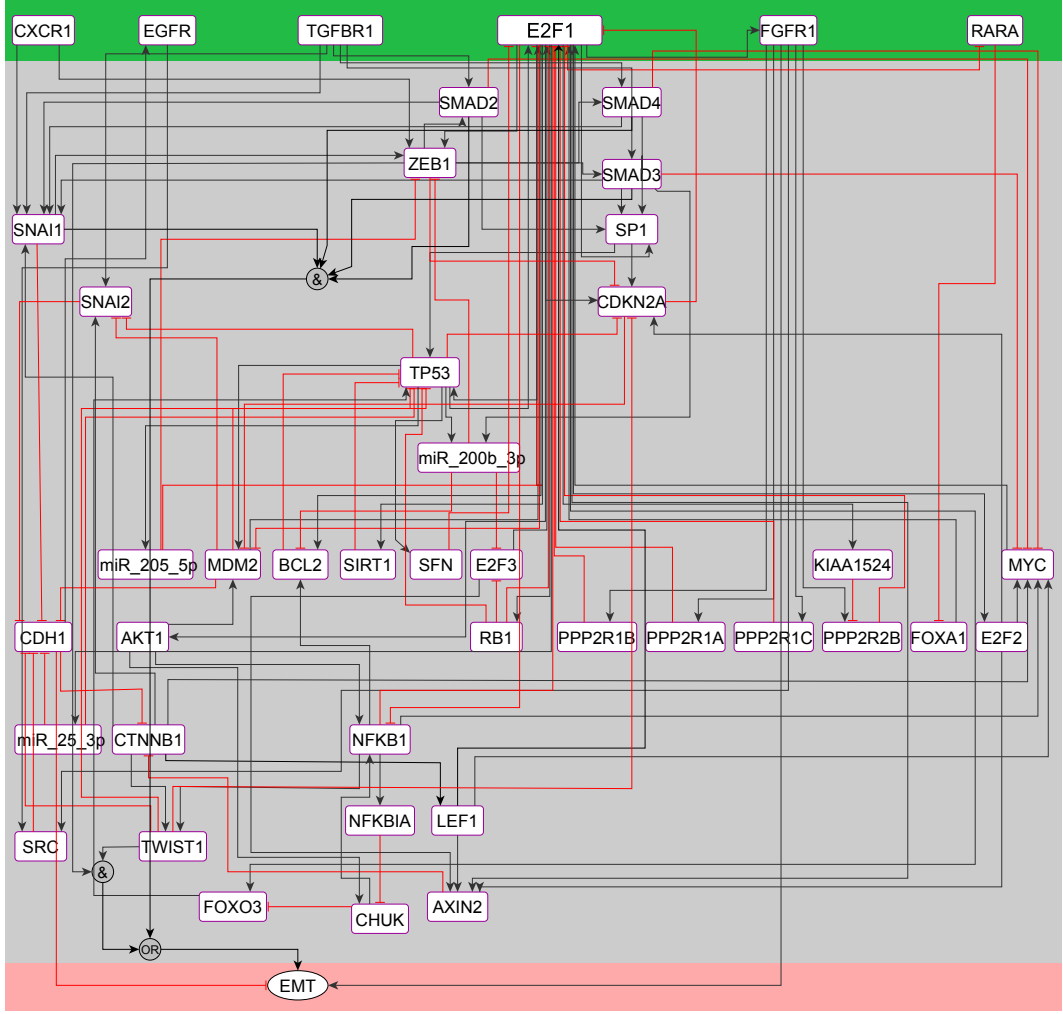 CXCR1 EGFR TGFBR1 E2F1 FGFR1 RARA
SMAD2 SMAD4
ZEB1 SMAD3
SNAI1 SP1
&
SNAI2 CDKN2A
TP53
miR_200b_3p
miR_205_5p MDM2 BCL2 SIRT1 SFN E2F3 KIAA1524 MYC
CDH1 AKT1 RB1 PPP2R1B PPP2R1A PPP2R1C PPP2R2B FOXA1 E2F2
miR_25_3p CTNNB1 NFKB1
NFKBIA LEF1
SRC TWIST1
&
FOXO3 CHUK AXIN2
OR
EMT